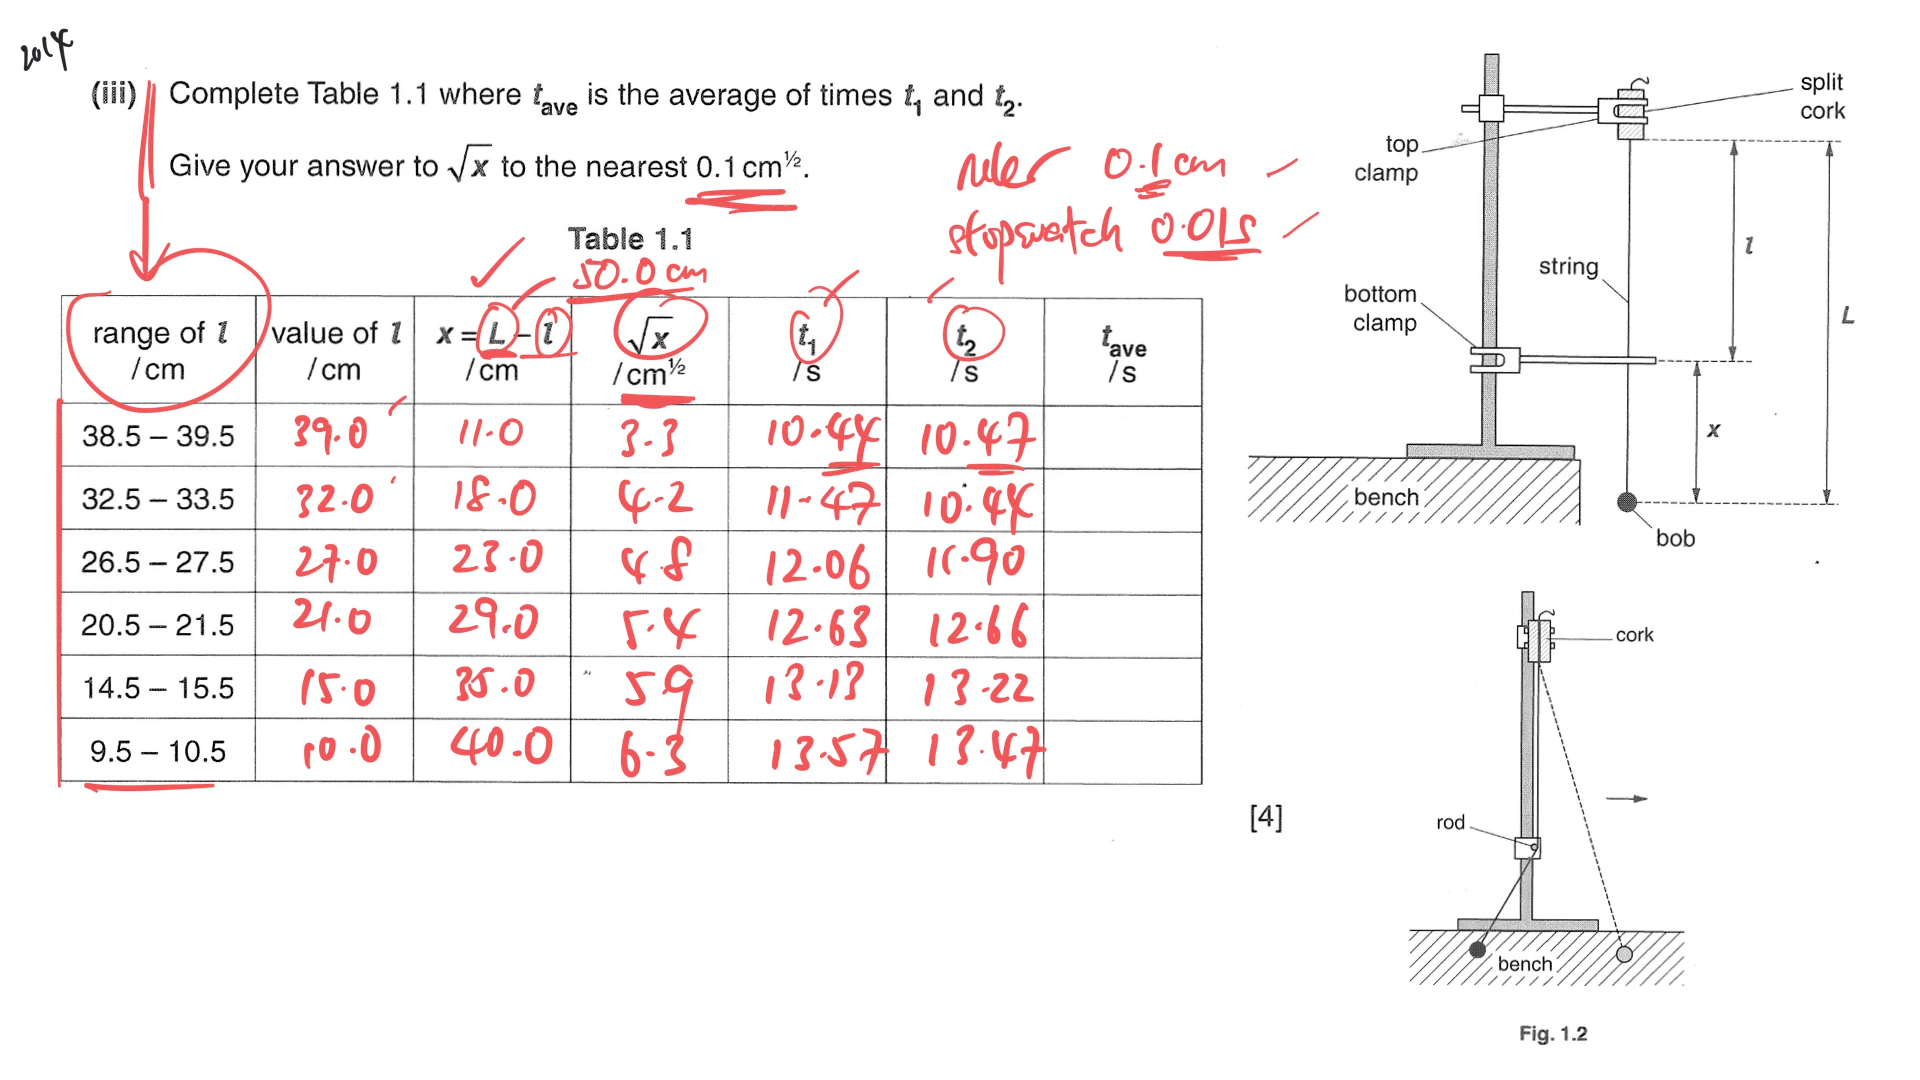 2014
(iii) Complete Table 1.1 where tave is the average of times t1 and t2.
Give your answer to √x to the nearest 0.1 cm½.
ruler 0.1 cm
stopwatch 0.01s
Table 1.1
50.0 cm
range of l /cm | value of l /cm | x = L – l /cm | √x /cm½ | t1 /s | t2 /s | tave /s
38.5 – 39.5 | 39.0 | 11.0 | 3.3 | 10.44 | 10.47
32.5 – 33.5 | 32.0 | 18.0 | 4.2 | 11.47 | 10.44
26.5 – 27.5 | 27.0 | 23.0 | 4.8 | 12.06 | 11.90
20.5 – 21.5 | 21.0 | 29.0 | 5.4 | 12.63 | 12.66
14.5 – 15.5 | 15.0 | 35.0 | 5.9 | 13.13 | 13.22
9.5 – 10.5 | 10.0 | 40.0 | 6.3 | 13.57 | 13.47
[4]
split cork
top clamp
l
string
bottom clamp
L
x
bench
bob
cork
rod
bench
Fig. 1.2